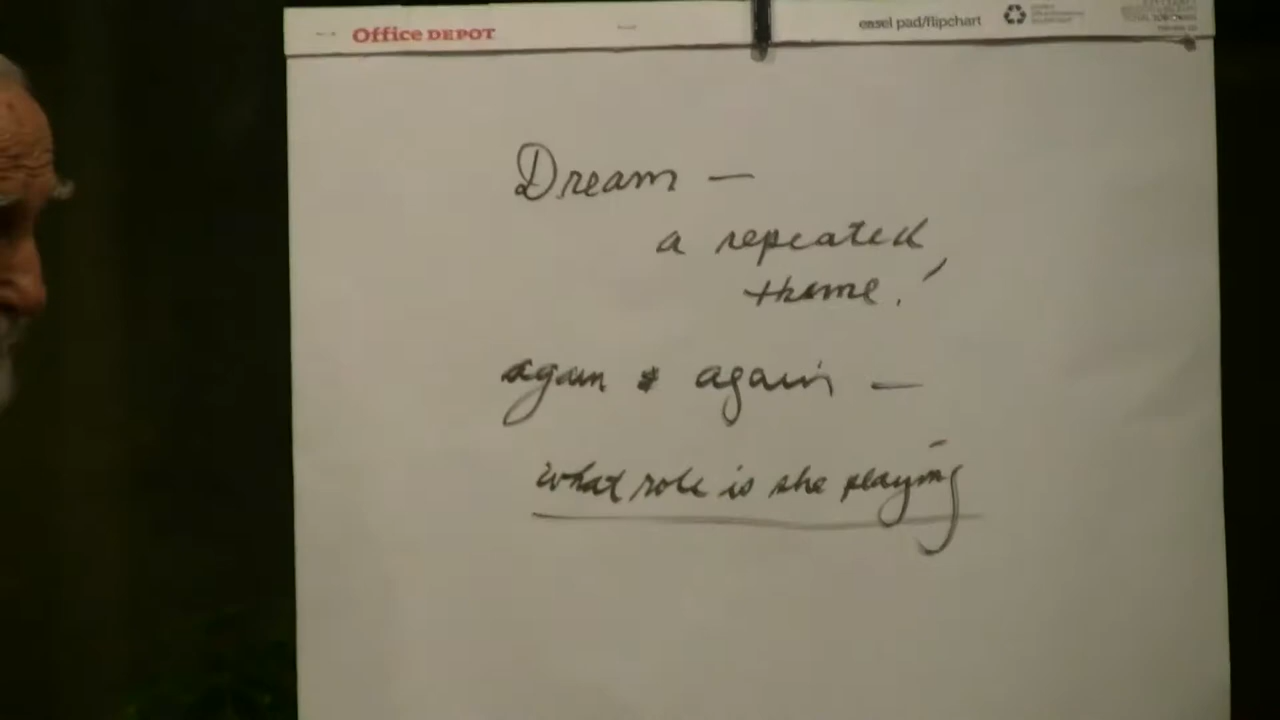 Office DEPOT
easel pad/flipchart
Dream —
a repeated
theme!
again & again —
what role is she playing